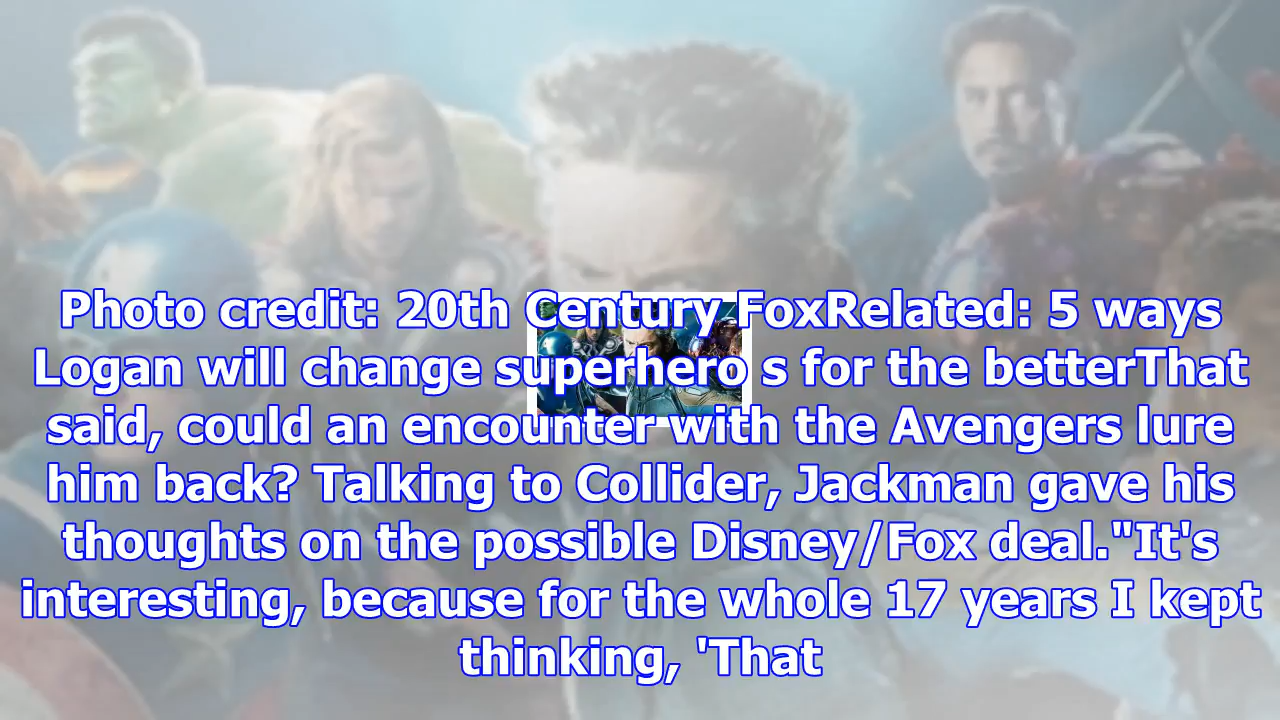 Photo credit: 20th Century FoxRelated: 5 ways
Logan will change superhero s for the betterThat
said, could an encounter with the Avengers lure
him back? Talking to Collider, Jackman gave his
thoughts on the possible Disney/Fox deal."It's
interesting, because for the whole 17 years I kept
thinking, 'That